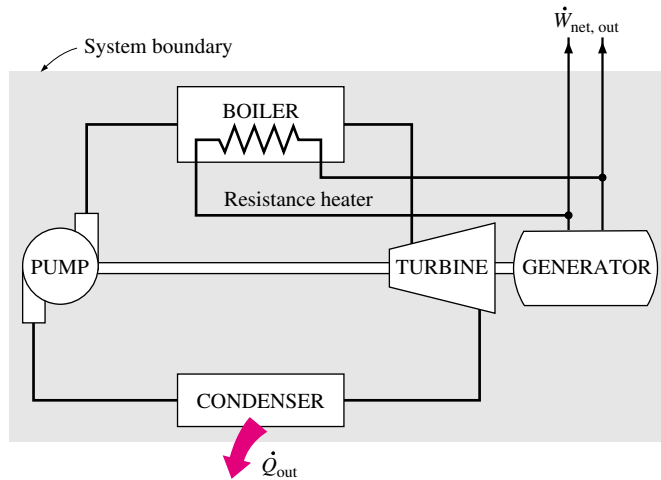 Ẇnet, out
System boundary
BOILER
Resistance heater
PUMP
TURBINE
GENERATOR
CONDENSER
Q̇out